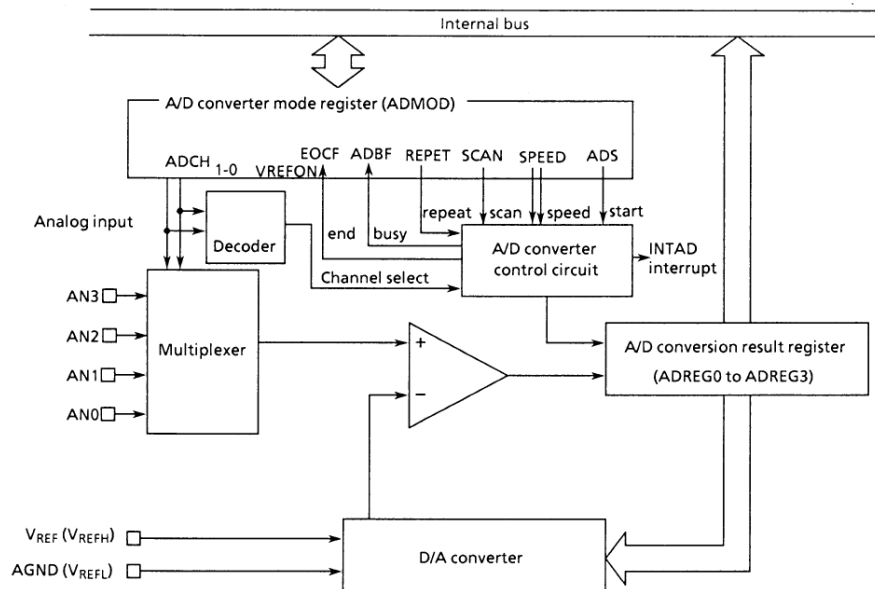 Internal bus
A/D converter mode register (ADMOD)
EOCF ADBF REPET SCAN SPEED ADS
ADCH 1-0 VREFON
repeat scan speed start
Analog input
Decoder
end busy
A/D converter
control circuit
INTAD
interrupt
Channel select
AN3
AN2
AN1
AN0
Multiplexer
+
−
A/D conversion result register
(ADREG0 to ADREG3)
VREF (VREFH)
AGND (VREFL)
D/A converter